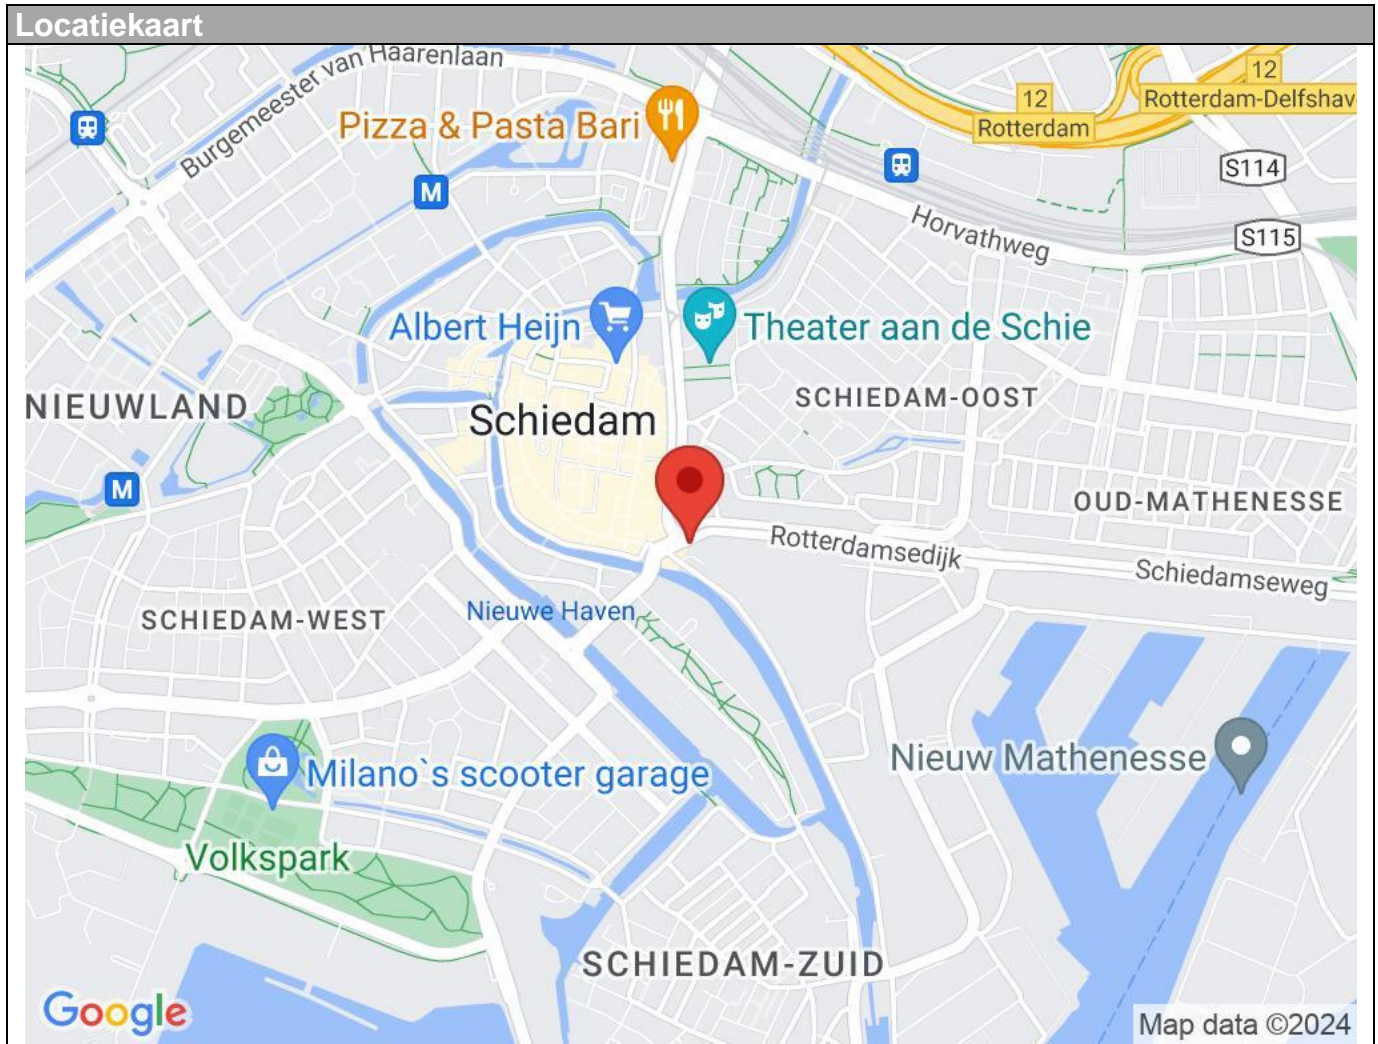 Locatiekaart
Burgemeester van Haarenlaan
Pizza & Pasta Bari
12
12
Rotterdam-Delfshav
Rotterdam
M
S114
Horvathweg
S115
Albert Heijn
Theater aan de Schie
NIEUWLAND
Schiedam
SCHIEDAM-OOST
M
OUD-MATHENESSE
Rotterdamsedijk
Schiedamseweg
SCHIEDAM-WEST
Nieuwe Haven
Nieuw Mathenesse
Milano`s scooter garage
Volkspark
SCHIEDAM-ZUID
Google
Map data ©2024